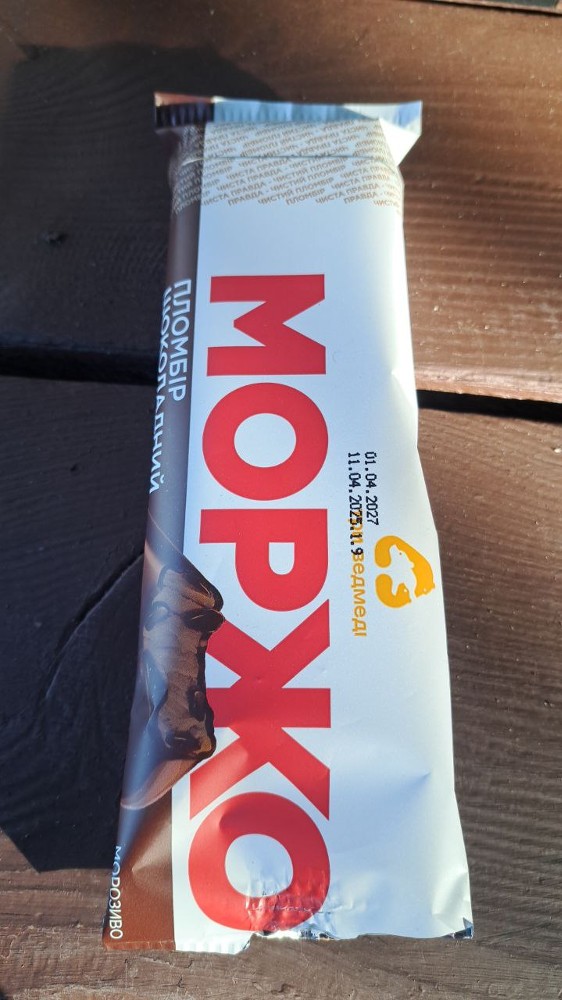 ЧИСТА ПРАВДА - ЧИСТИЙ ПЛОМБІР
МОРЖО
ПЛОМБІР
ШОКОЛАДНИЙ
01.04.2027
11.04.2025
ведмеді
МОРОЗИВО